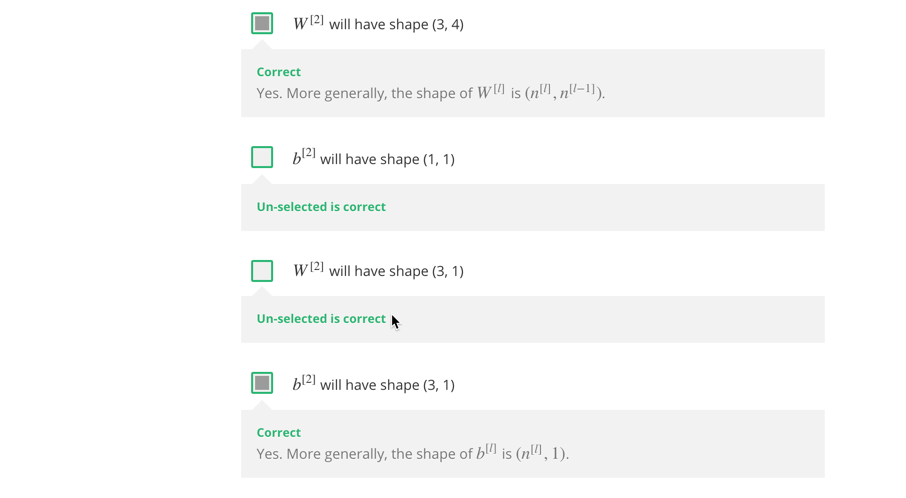 W^[2] will have shape (3, 4)
Correct
Yes. More generally, the shape of W^[l] is (n^[l], n^[l−1]).
b^[2] will have shape (1, 1)
Un-selected is correct
W^[2] will have shape (3, 1)
Un-selected is correct
b^[2] will have shape (3, 1)
Correct
Yes. More generally, the shape of b^[l] is (n^[l], 1).